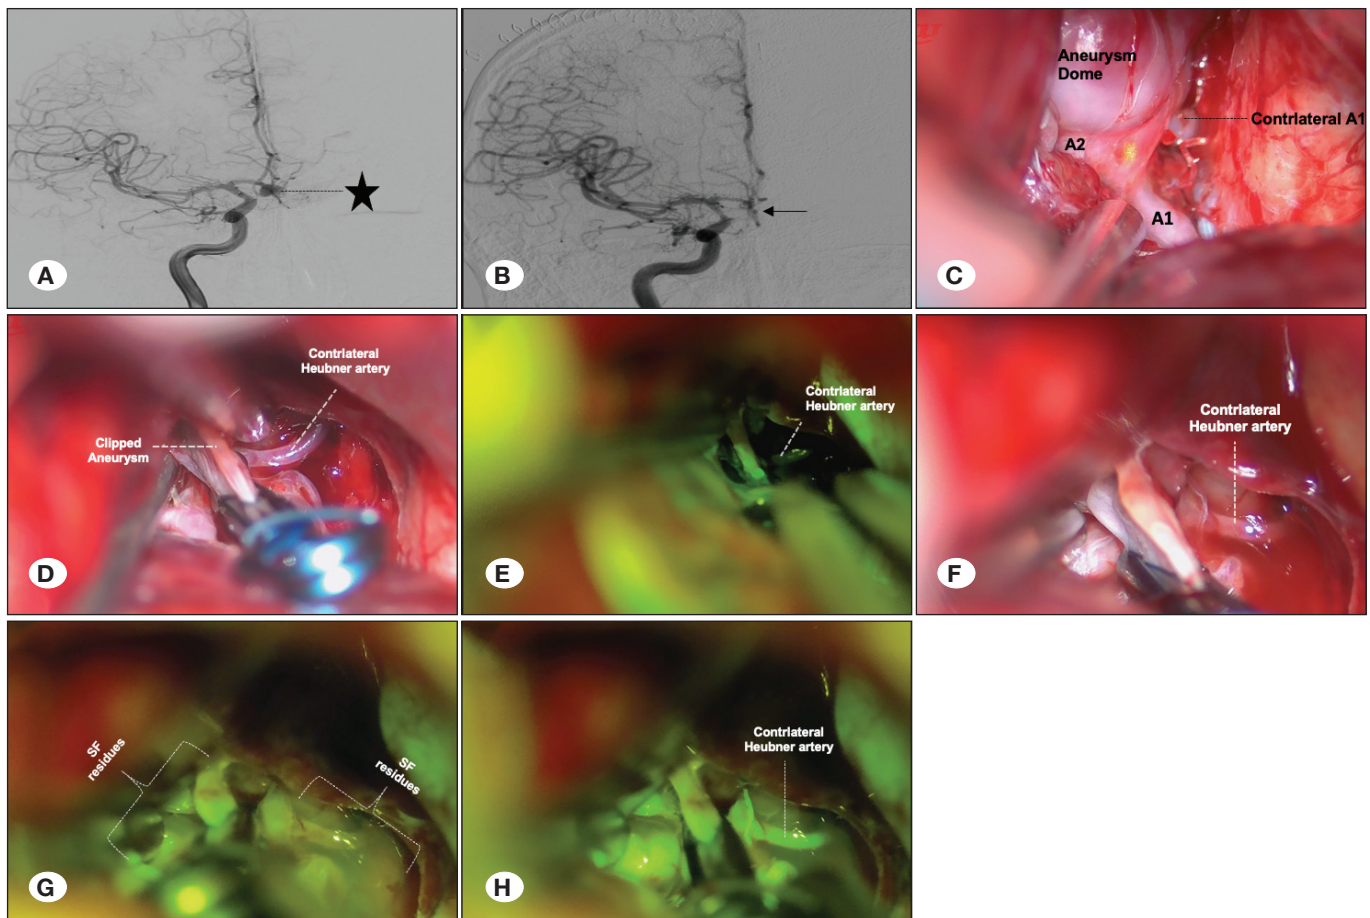 A
B
Aneurysm
Dome
Contrlateral A1
A2
A1
C
Contrlateral
Heubner artery
Clipped
Aneurysm
D
Contrlateral
Heubner artery
E
Contrlateral
Heubner artery
F
SF
residues
SF
residues
G
Contrlateral
Heubner artery
H